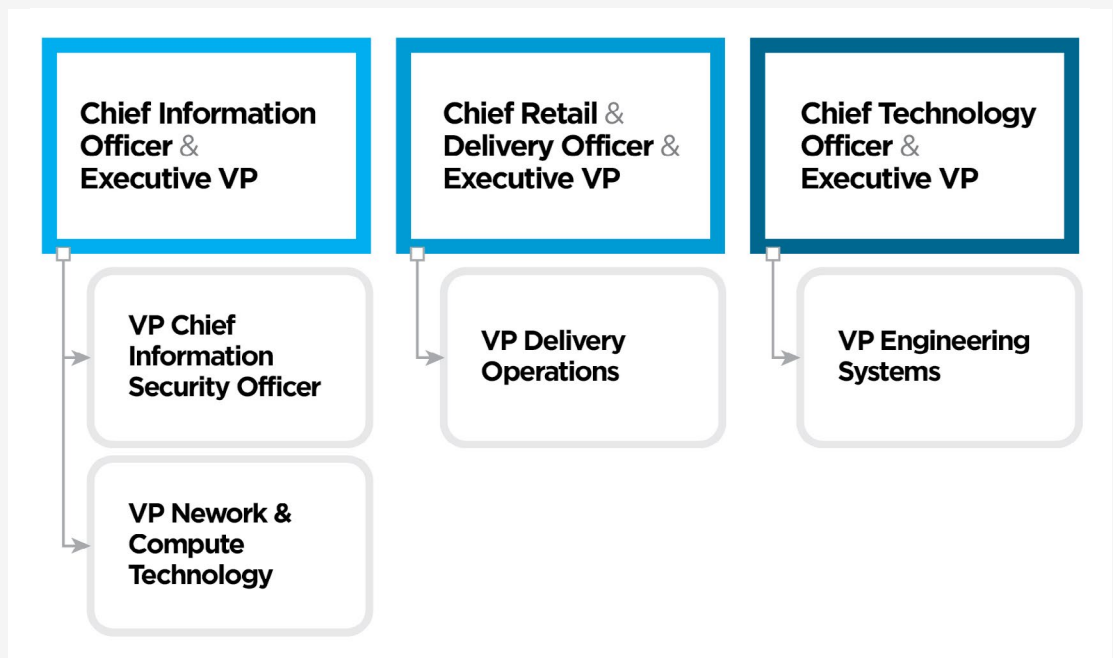 Chief Information
Officer &
Executive VP
Chief Retail &
Delivery Officer &
Executive VP
Chief Technology
Officer &
Executive VP
VP Chief
Information
Security Officer
VP Delivery
Operations
VP Engineering
Systems
VP Nework &
Compute
Technology